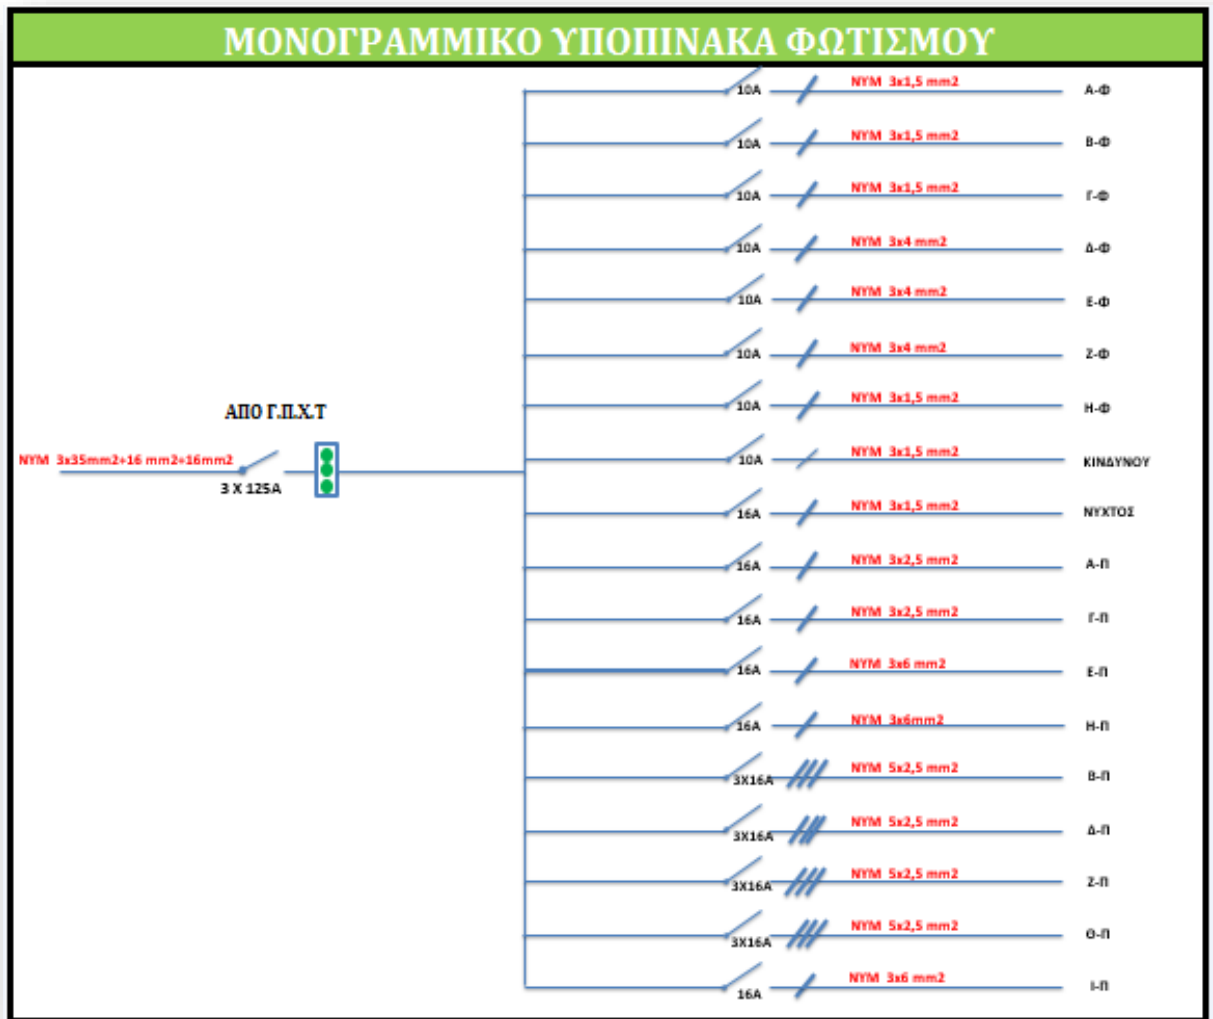 ΜΟΝΟΓΡΑΜΜΙΚΟ ΥΠΟΠΙΝΑΚΑ ΦΩΤΙΣΜΟΥ
10A NYM 3x1,5 mm2 Α-Φ
10A NYM 3x1,5 mm2 Β-Φ
10A NYM 3x1,5 mm2 Γ-Φ
10A NYM 3x4 mm2 Δ-Φ
10A NYM 3x4 mm2 Ε-Φ
10A NYM 3x4 mm2 Ζ-Φ
10A NYM 3x1,5 mm2 Η-Φ
ΑΠΟ Γ.Π.Χ.Τ
NYM 3x35mm2+16 mm2+16mm2
3 X 125A
10A NYM 3x1,5 mm2 ΚΙΝΔΥΝΟΥ
16A NYM 3x1,5 mm2 ΝΥΧΤΟΣ
16A NYM 3x2,5 mm2 Α-Π
16A NYM 3x2,5 mm2 Γ-Π
16A NYM 3x6 mm2 Ε-Π
16A NYM 3x6mm2 Η-Π
3X16A NYM 5x2,5 mm2 Β-Π
3X16A NYM 5x2,5 mm2 Δ-Π
3X16A NYM 5x2,5 mm2 Ζ-Π
3X16A NYM 5x2,5 mm2 Θ-Π
16A NYM 3x6 mm2 Ι-Π